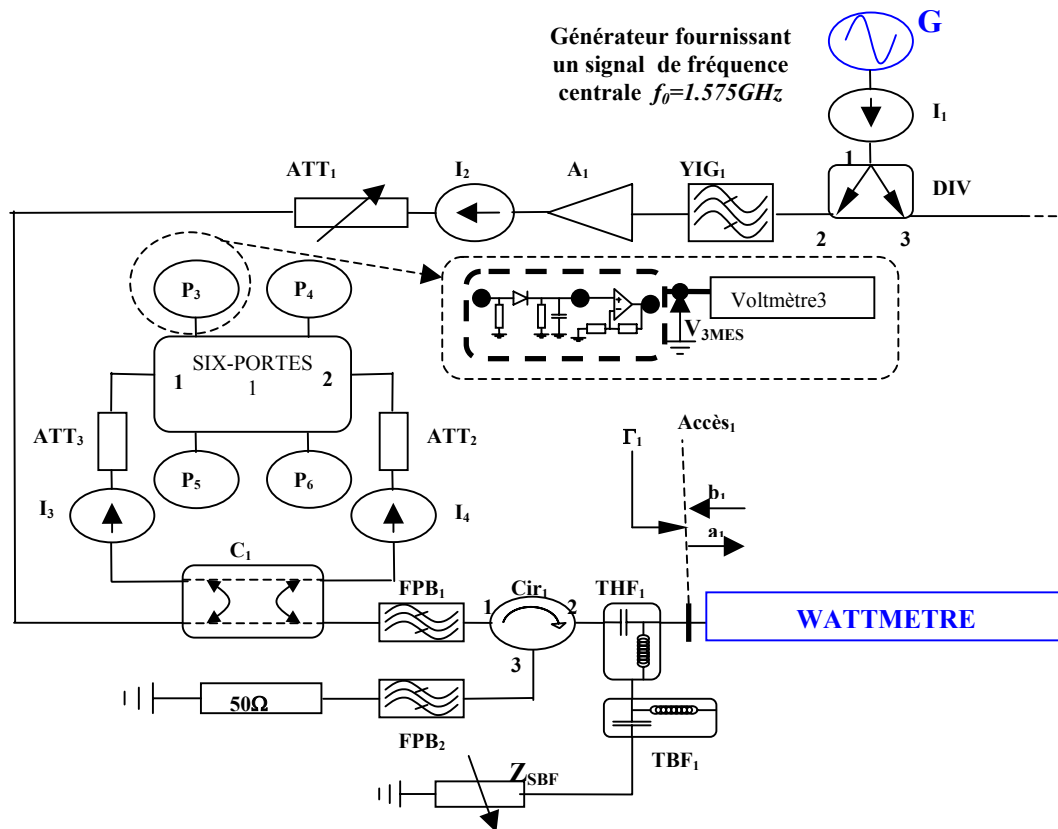 Générateur fournissant
un signal de fréquence
centrale f₀=1.575GHz
G
I₁
1
DIV
2
3
YIG₁
A₁
I₂
ATT₁
P₃
P₄
SIX-PORTES
1
1
2
P₅
P₆
Voltmètre3
V₃MES
ATT₃
ATT₂
I₃
I₄
C₁
Γ₁
Accès₁
b₁
a₁
FPB₁
1
Cir₁
2
3
THF₁
WATTMETRE
50Ω
FPB₂
TBF₁
ZSBF